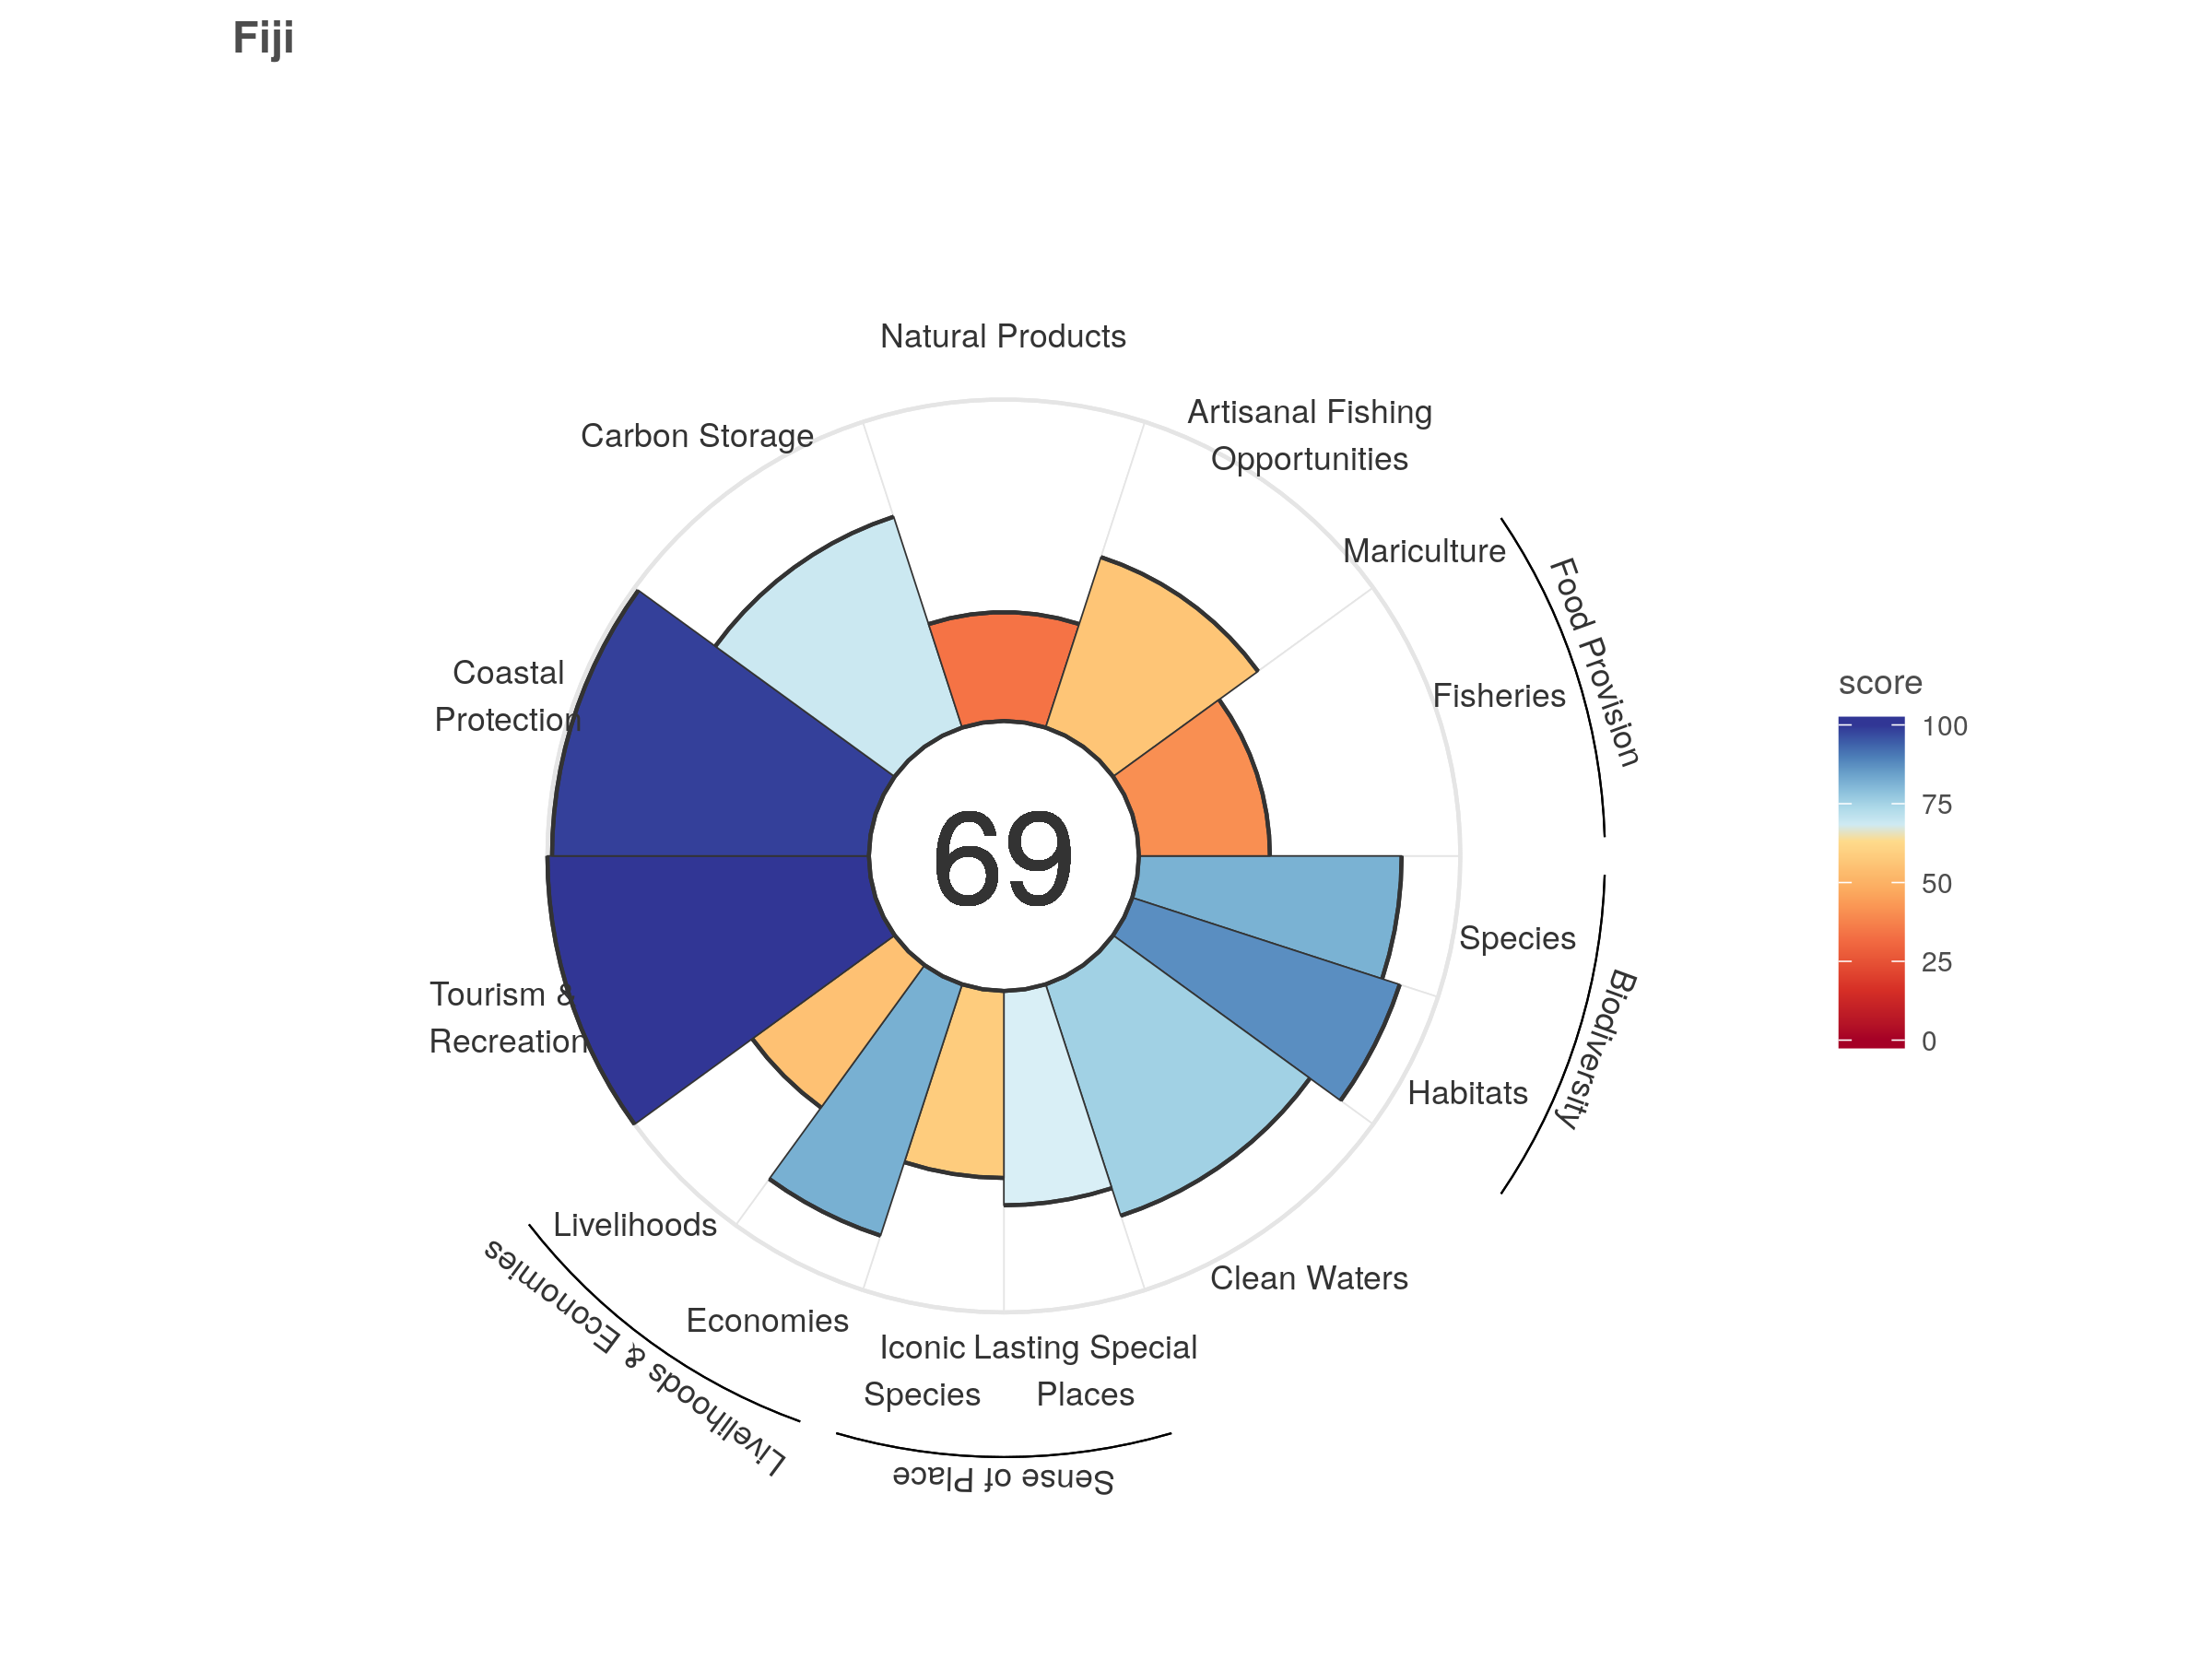 Fiji
Natural Products
Artisanal Fishing
Opportunities
Carbon Storage
Mariculture
Food Provision
Fisheries
Coastal
Protection
score
100
75
50
25
0
69
Species
Biodiversity
Tourism &
Recreation
Habitats
Livelihoods
Clean Waters
Economies
Livelihoods & Economies
Iconic
Species
Lasting Special
Places
Sense of Place